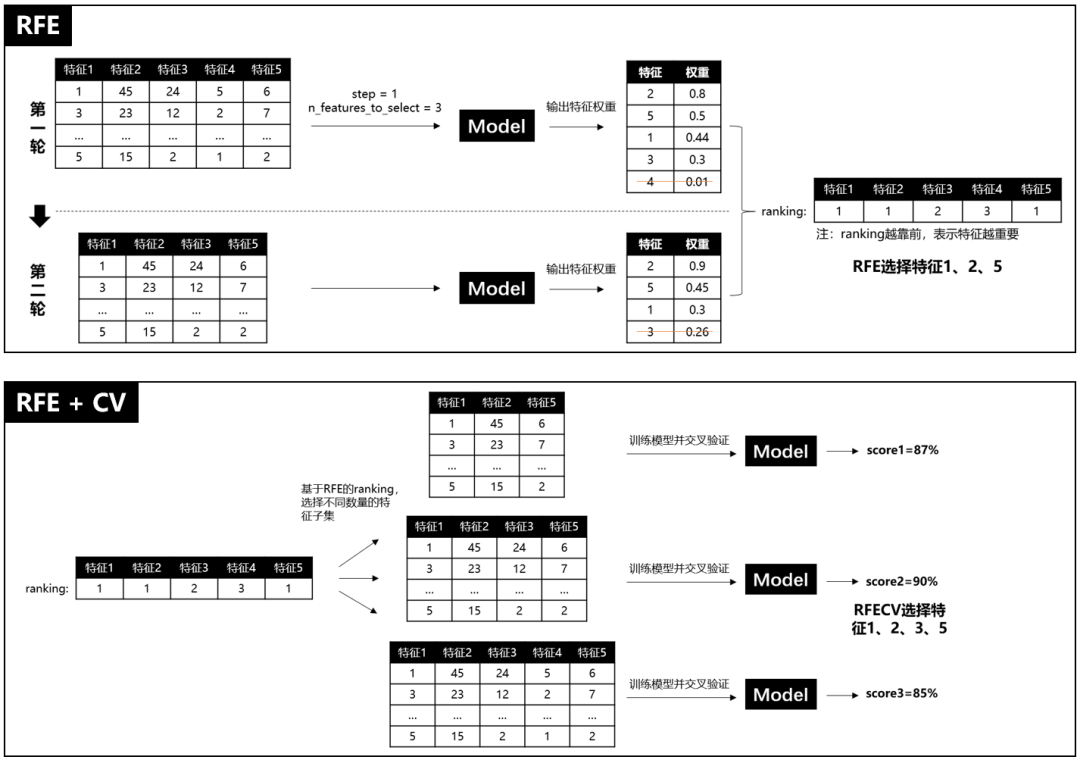 RFE
第一轮
特征1 特征2 特征3 特征4 特征5
1 45 24 5 6
3 23 12 2 7
... ... ... ... ...
5 15 2 1 2
step = 1
n_features_to_select = 3
Model
输出特征权重
特征 权重
2 0.8
5 0.5
1 0.44
3 0.3
4 0.01
第二轮
特征1 特征2 特征3 特征5
1 45 24 6
3 23 12 7
... ... ... ...
5 15 2 2
Model
输出特征权重
特征 权重
2 0.9
5 0.45
1 0.3
3 0.26
ranking:
特征1 特征2 特征3 特征4 特征5
1 1 2 3 1
注：ranking越靠前，表示特征越重要
RFE选择特征1、2、5
RFE + CV
ranking:
特征1 特征2 特征3 特征4 特征5
1 1 2 3 1
基于RFE的ranking，
选择不同数量的特
征子集
特征1 特征2 特征5
1 45 6
3 23 7
... ... ...
5 15 2
训练模型并交叉验证
Model
score1=87%
特征1 特征2 特征3 特征5
1 45 24 6
3 23 12 7
... ... ... ...
5 15 2 2
训练模型并交叉验证
Model
score2=90%
RFECV选择特
征1、2、3、5
特征1 特征2 特征3 特征4 特征5
1 45 24 5 6
3 23 12 2 7
... ... ... ... ...
5 15 2 1 2
训练模型并交叉验证
Model
score3=85%